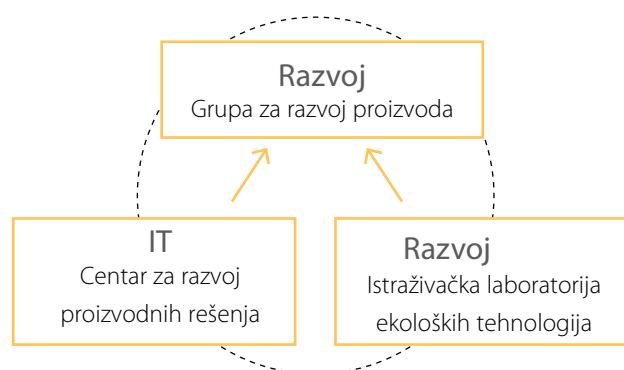 Razvoj
Grupa za razvoj proizvoda
IT
Centar za razvoj
proizvodnih rešenja
Razvoj
Istraživačka laboratorija
ekoloških tehnologija